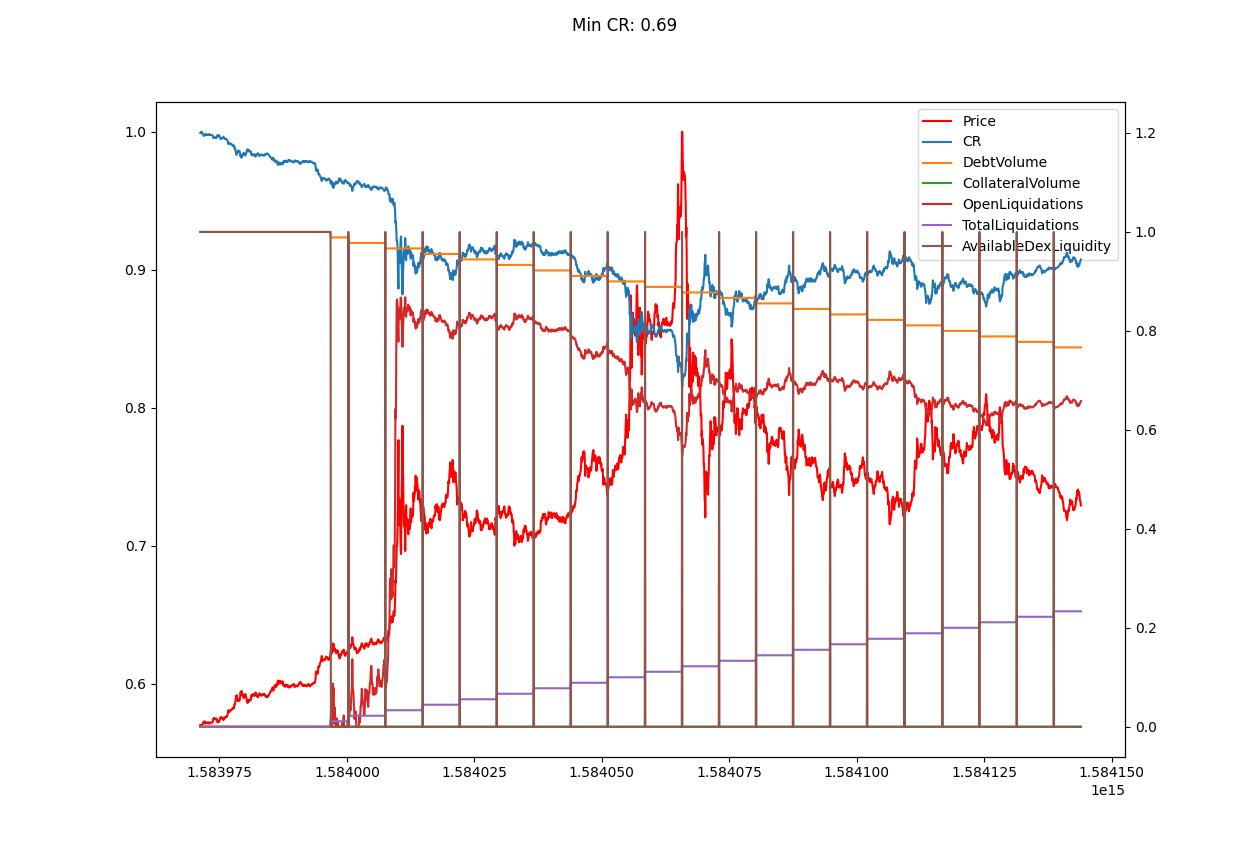 Min CR: 0.69
1.0
0.9
0.8
0.7
0.6
1.2
1.0
0.8
0.6
0.4
0.2
0.0
Price
CR
DebtVolume
CollateralVolume
OpenLiquidations
TotalLiquidations
AvailableDexLiquidity
1.583975 1.584000 1.584025 1.584050 1.584075 1.584100 1.584125 1.584150
1e15